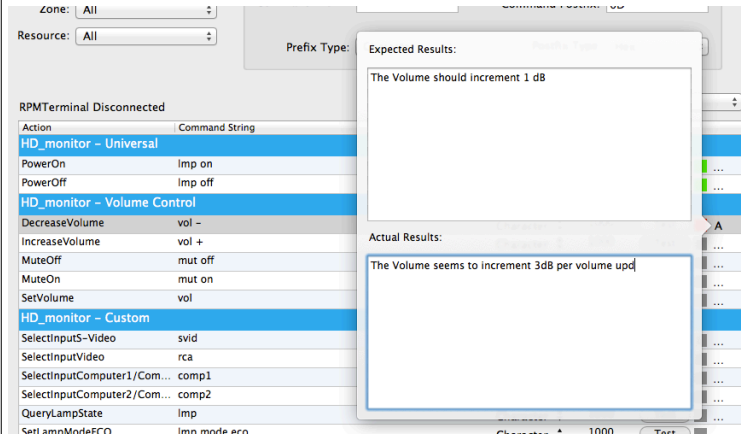 Zone: All
Resource: All
Prefix Type:
Expected Results:
The Volume should increment 1 dB
RPMTerminal Disconnected
Action Command String
HD_monitor – Universal
PowerOn lmp on
PowerOff lmp off
HD_monitor – Volume Control
DecreaseVolume vol – A
IncreaseVolume vol + ...
Actual Results:
MuteOff mut off ...
MuteOn mut on ...
The Volume seems to increment 3dB per volume upd
SetVolume vol ...
HD_monitor – Custom
SelectInputS-Video svid ...
SelectInputVideo rca ...
SelectInputComputer1/Com... comp1 ...
SelectInputComputer2/Com... comp2 ...
QueryLampState lmp ...
SetLampModeECO lmp mode eco Character 1000 Test ...